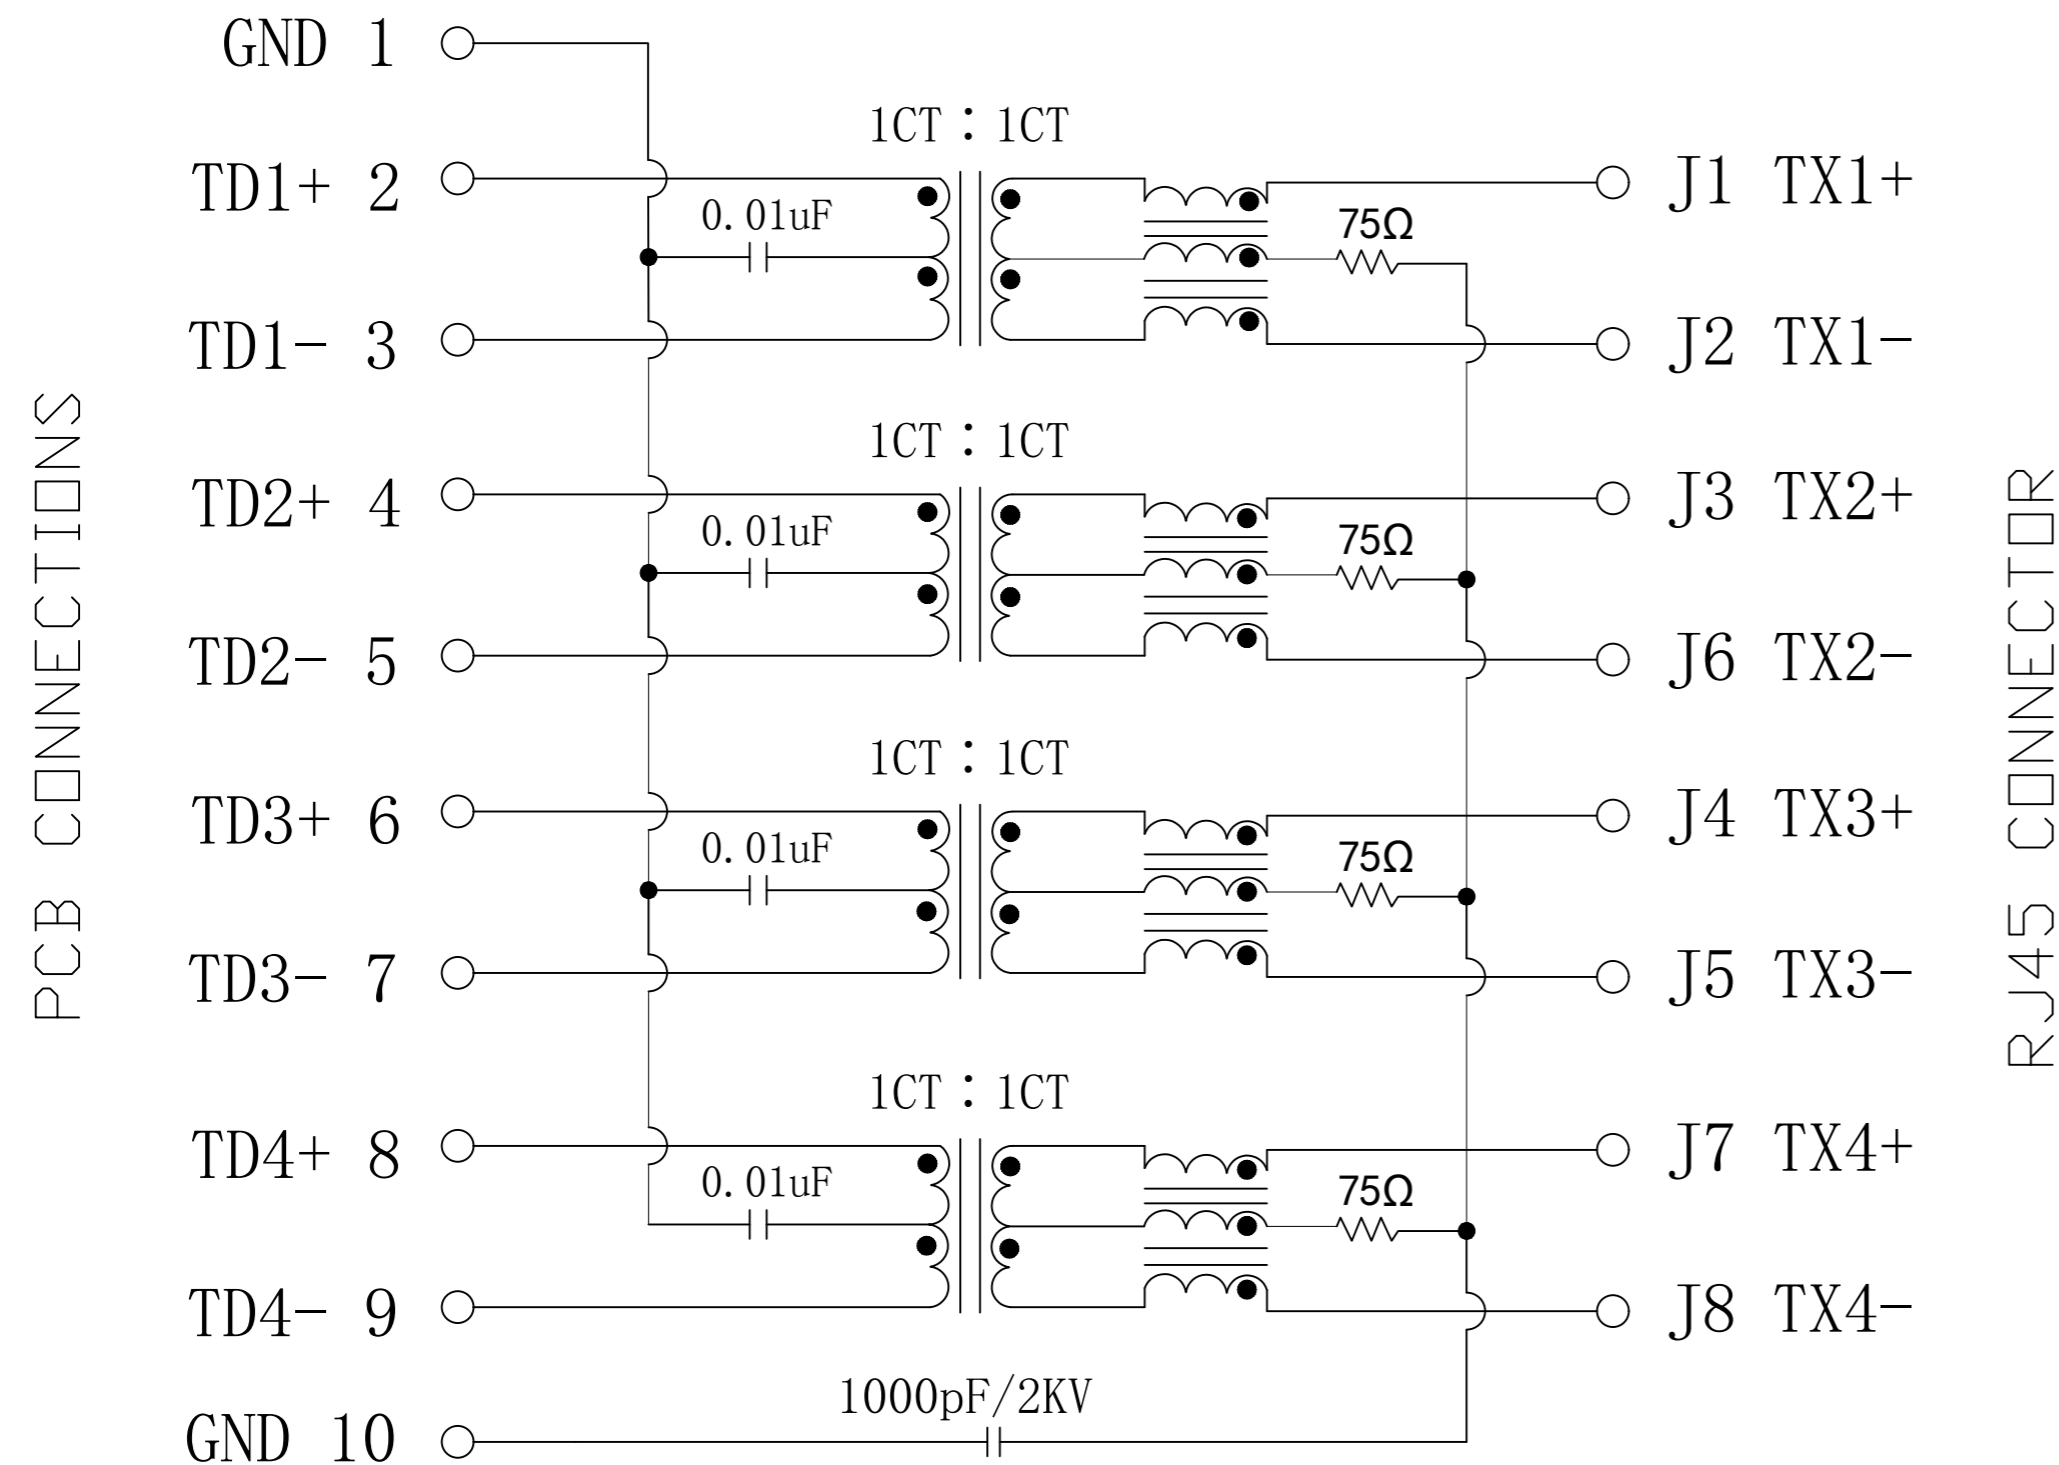 GND 1
1CT : 1CT
TD1+ 2
0.01uF
75Ω
J1 TX1+
TD1- 3
J2 TX1-
1CT : 1CT
TD2+ 4
0.01uF
75Ω
J3 TX2+
TD2- 5
J6 TX2-
1CT : 1CT
TD3+ 6
0.01uF
75Ω
J4 TX3+
TD3- 7
J5 TX3-
1CT : 1CT
TD4+ 8
0.01uF
75Ω
J7 TX4+
TD4- 9
J8 TX4-
1000pF/2KV
GND 10
PCB CONNECTIONS
RJ45 CONNECTOR